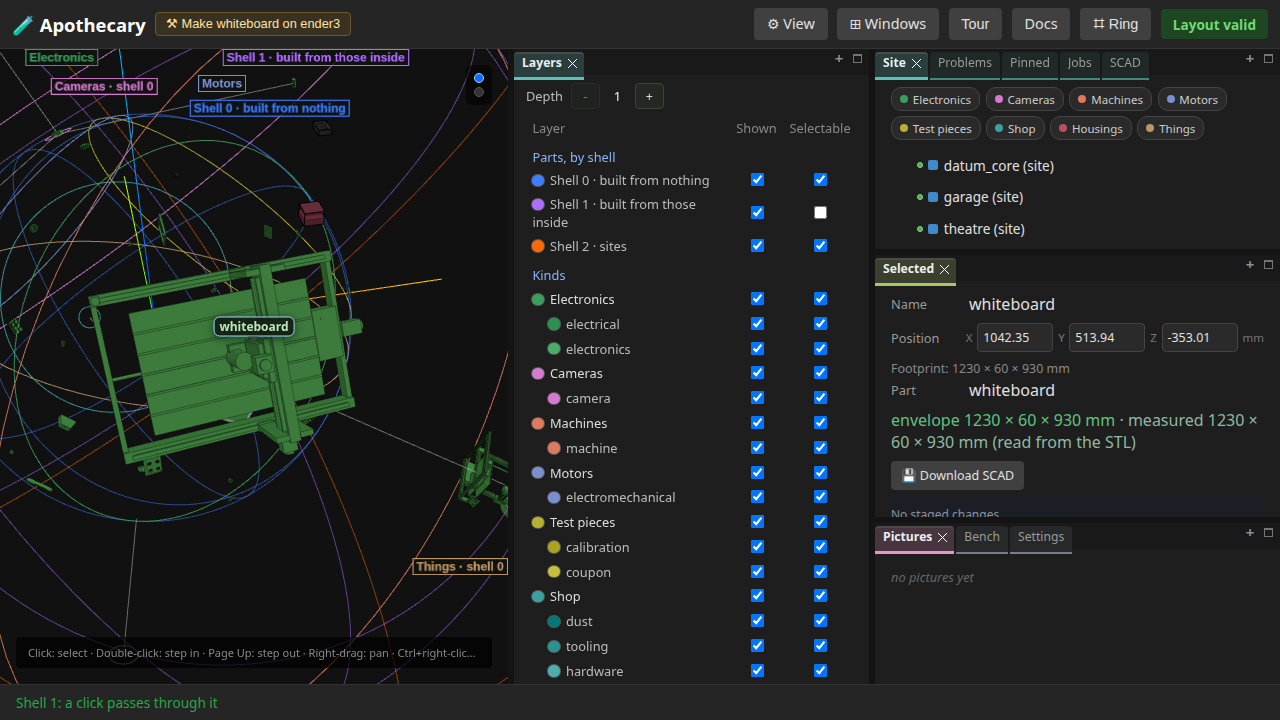 🧪 Apothecary
⚒ Make whiteboard on ender3
⚙ View
⊞ Windows
Tour
Docs
⌗ Ring
Layout valid
Electronics
Shell 1 · built from those inside
Cameras · shell 0
Motors
Shell 0 · built from nothing
whiteboard
Things · shell 0
Click: select · Double-click: step in · Page Up: step out · Right-drag: pan · Ctrl+right-clic...
Layers
Depth - 1 +
Layer Shown Selectable
Parts, by shell
Shell 0 · built from nothing
Shell 1 · built from those
inside
Shell 2 · sites
Kinds
Electronics
electrical
electronics
Cameras
camera
Machines
machine
Motors
electromechanical
Test pieces
calibration
coupon
Shop
dust
tooling
hardware
Site Problems Pinned Jobs SCAD
Electronics Cameras Machines Motors
Test pieces Shop Housings Things
datum_core (site)
garage (site)
theatre (site)
Selected
Name whiteboard
Position X 1042.35 Y 513.94 Z -353.01 mm
Footprint: 1230 × 60 × 930 mm
Part whiteboard
envelope 1230 × 60 × 930 mm · measured 1230 ×
60 × 930 mm (read from the STL)
💾 Download SCAD
No staged changes
Pictures Bench Settings
no pictures yet
Shell 1: a click passes through it